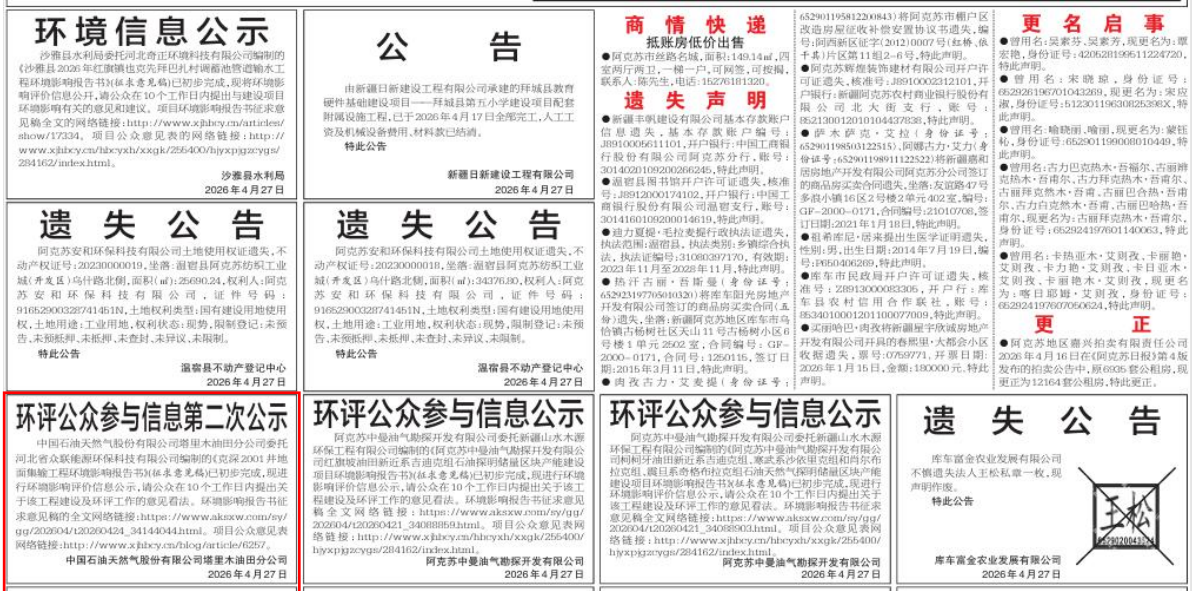 环境信息公示
沙雅县水利局委托河北奇正环境科技有限公司编制的
《沙雅县2026年红旗镇也克先拜巴扎村调蓄池管道输水工
程环境影响报告书》(征求意见稿)已初步完成,现将环境影
响评价信息公开,请公众在10个工作日内提出与建设项目
环境影响有关的意见和建议。项目环境影响报告书征求意
见稿全文的网络链接:http://www.xjhbcy.cn/articles/
show/17334。项目公众意见表的网络链接:http://
www.xjhbcy.cn/hbcyxh/xxgk/255400/hjyxpjgzcygs/
284162/index.html。
沙雅县水利局
2026年4月27日
公 告
由新疆日新建设工程有限公司承建的拜城县教育
硬件基础建设项目——拜城县第五小学建设项目配套
附属设施工程,已于2026年4月17日全部完工,人工工
资及机械设备费用、材料款已结清。
特此公告
新疆日新建设工程有限公司
2026年4月27日
遗失公告
阿克苏安和环保科技有限公司土地使用权证遗失,不
动产权证号:20230000019,坐落:温宿县阿克苏纺织工业
城(开发区)乌什路北侧,面积(㎡):25690.24,权利人:阿克
苏安和环保科技有限公司,证件号码:
91652900328741451N,土地权利类型:国有建设用地使用
权,土地用途:工业用地,权利状态:现势,限制登记:未预
告、未预抵押、未抵押、未查封、未异议、未限制。
特此公告
温宿县不动产登记中心
2026年4月27日
遗失公告
阿克苏安和环保科技有限公司土地使用权证遗失,不
动产权证号:20230000018,坐落:温宿县阿克苏纺织工业
城(开发区)乌什路北侧,面积(㎡):34376.80,权利人:阿克
苏安和环保科技有限公司,证件号码:
91652900328741451N,土地权利类型:国有建设用地使用
权,土地用途:工业用地,权利状态:现势,限制登记:未预
告、未预抵押、未抵押、未查封、未异议、未限制。
特此公告
温宿县不动产登记中心
2026年4月27日
商情快递
抵账房低价出售
●阿克苏市丝路名城,面积:149.14㎡,四
室两厅两卫,一梯一户,可网签,可按揭,
联系人:陈先生,电话:15276181320。
遗失声明
●新疆丰帆建设有限公司基本存款账户
信息遗失,基本存款账户编号:
J8910005611101,开户银行:中国工商银
行股份有限公司阿克苏分行,账号:
3014020109200266245,特此声明。
●温宿县图书馆开户许可证遗失,核准
号:J8912000174102,开户银行:中国工
商银行股份有限公司温宿支行,账号:
3014160109200014619,特此声明。
●迪力夏提·毛拉麦提行政执法证遗失,
执法范围:温宿县,执法类别:乡镇综合执
法,执法证编号:31080397170,有效期:
2023年11月至2028年11月,特此声明。
●热汗古丽·吾斯曼(身份证号:
652923197705010320)将库车阳光房地产
开发有限公司签订的商品房买卖合同(五
份)遗失,坐落:新疆阿克苏地区库车市乌
恰镇古杨树社区天山11号古杨树小区6
号楼1单元2502室,合同编号:GF-
2000-0171,合同号:1250115,签订日
期:2015年3月11日,特此声明。
●肉孜古力·艾麦提(身份证号:
652901195812200843)将阿克苏市棚户区
改造房屋征收补偿安置协议书遗失,编
号:阿西新区征字(2012)0007号(红桥、依
干其)片区第11组2-6号,特此声明。
●阿克苏辉煌装饰建材有限公司开户许
可证遗失,核准号:J8910002312101,开
户银行:新疆阿克苏农村商业银行股份有
限公司北大街支行,账号:
852130012010104437838,特此声明。
●萨木萨克·艾拉(身份证号:
652901198503122515)、阿娜古力·艾力(身
份证号:652901198911122522)将新疆嘉和
居房地产开发有限公司阿克苏分公司签订
的商品房买卖合同遗失,坐落:友谊路47号
多浪小镇16区2号楼2单元402室,编号:
GF-2000-0171,合同编号:21010708,签
订日期:2021年1月18日,特此声明。
●祖希库尼·居来提出生医学证明遗失,
性别:男,出生日期:2014年7月19日,编
号:P650406269,特此声明。
●库车市民政局开户许可证遗失,核
准号:Z8913000083305,开户行:库
车县农村信用合作联社,账号:
853401000120110077009,特此声明。
●买丽哈巴·肉孜将新疆星宇欣诚房地产
开发有限公司开具的春熙里·大都会小区
收据遗失,票号:0759771,开票日期:
2026年1月15日,金额:180000元,特此
声明。
更名启事
●曾用名:吴素芬、吴素芳,现更名为:覃
宏艳,身份证号:420528199511224720,
特此声明。
●曾用名:宋晓琼,身份证号:
652926196701043269,现更名为:宋应
淑,身份证号:51230119630825398X,特
此声明。
●曾用名:喻晓丽、喻丽,现更名为:蒙钰
柲,身份证号:652901199008010449,特
此声明。
●曾用名:古力巴克热木·吾福尔、古丽辨
克热木·吾甫尔、古力拜克热木·吾甫尔、
古丽拜克然木·吾甫、古丽巴合热·吾甫
尔、古力白克然木·吾甫、古丽巴哈热·吾
甫尔,现更名为:古丽拜克热木·吾甫尔,
身份证号:652924197601140063,特此
声明。
●曾用名:卡热亚木·艾则孜、卡丽艳·
艾则孜、卡力艳·艾则孜、卡日亚木·
艾则孜、卡丽艳木·艾则孜,现更名
为:喀日耶姆·艾则孜,身份证号:
652924197607060624,特此声明。
更 正
●阿克苏地区嘉兴拍卖有限责任公司
2026年4月16日在《阿克苏日报》第4版
发布的拍卖公告中,原6935套公租房,现
更正为12164套公租房,特此更正。
环评公众参与信息第二次公示
中国石油天然气股份有限公司塔里木油田分公司委托
河北省众联能源环保科技有限公司编制的《克深2001井地
面集输工程环境影响报告书》(征求意见稿)已初步完成,现进
行环境影响评价信息公示,请公众在10个工作日内提出关
于该工程建设及环评工作的意见看法。环境影响报告书征
求意见稿的全文网络链接:https://www.aksxw.com/sy/
gg/202604/t20260424_34144044.html。项目公众意见表的
网络链接:http://www.xjhbcy.cn/blog/article/6257。
中国石油天然气股份有限公司塔里木油田分公司
2026年4月27日
环评公众参与信息公示
阿克苏中曼油气勘探开发有限公司委托新疆山水木源
环保工程有限公司编制的《阿克苏中曼油气勘探开发有限公
司红旗坡油田新近系吉迪克组石油探明储量区块产能建设
项目环境影响报告书》(征求意见稿)已初步完成,现进行环境
影响评价信息公示,请公众在10个工作日内提出关于该工
程建设及环评工作的意见看法。环境影响报告书征求意见
稿全文网络链接:https://www.aksxw.com/sy/gg/
202604/t20260421_34088859.html。项目公众意见表网
络链接:http://www.xjhbcy.cn/hbcyxh/xxgk/255400/
hjyxpjgzcygs/284162/index.html。
阿克苏中曼油气勘探开发有限公司
2026年4月27日
环评公众参与信息公示
阿克苏中曼油气勘探开发有限公司委托新疆山水木源
环保工程有限公司编制的《阿克苏中曼油气勘探开发有限公
司柯柯牙油田新近系吉迪克组、寒武系沙依里克组和肖尔布
拉克组、震旦系奇格布拉克组石油天然气探明储量区块产能
建设项目环境影响报告书》(征求意见稿)已初步完成,现进行
环境影响评价信息公示,请公众在10个工作日内提出关于
该工程建设及环评工作的意见看法。环境影响报告书征求
意见稿全文网络链接:https://www.aksxw.com/sy/gg/
202604/t20260421_34088903.html。项目公众意见表网
络链接:http://www.xjhbcy.cn/hbcyxh/xxgk/255400/
hjyxpjgzcygs/284162/index.html。
阿克苏中曼油气勘探开发有限公司
2026年4月27日
遗失公告
库车富金农业发展有限公司
不慎遗失法人王松私章一枚,现
声明作废。
特此公告
王松
6529020043524
库车富金农业发展有限公司
2026年4月27日